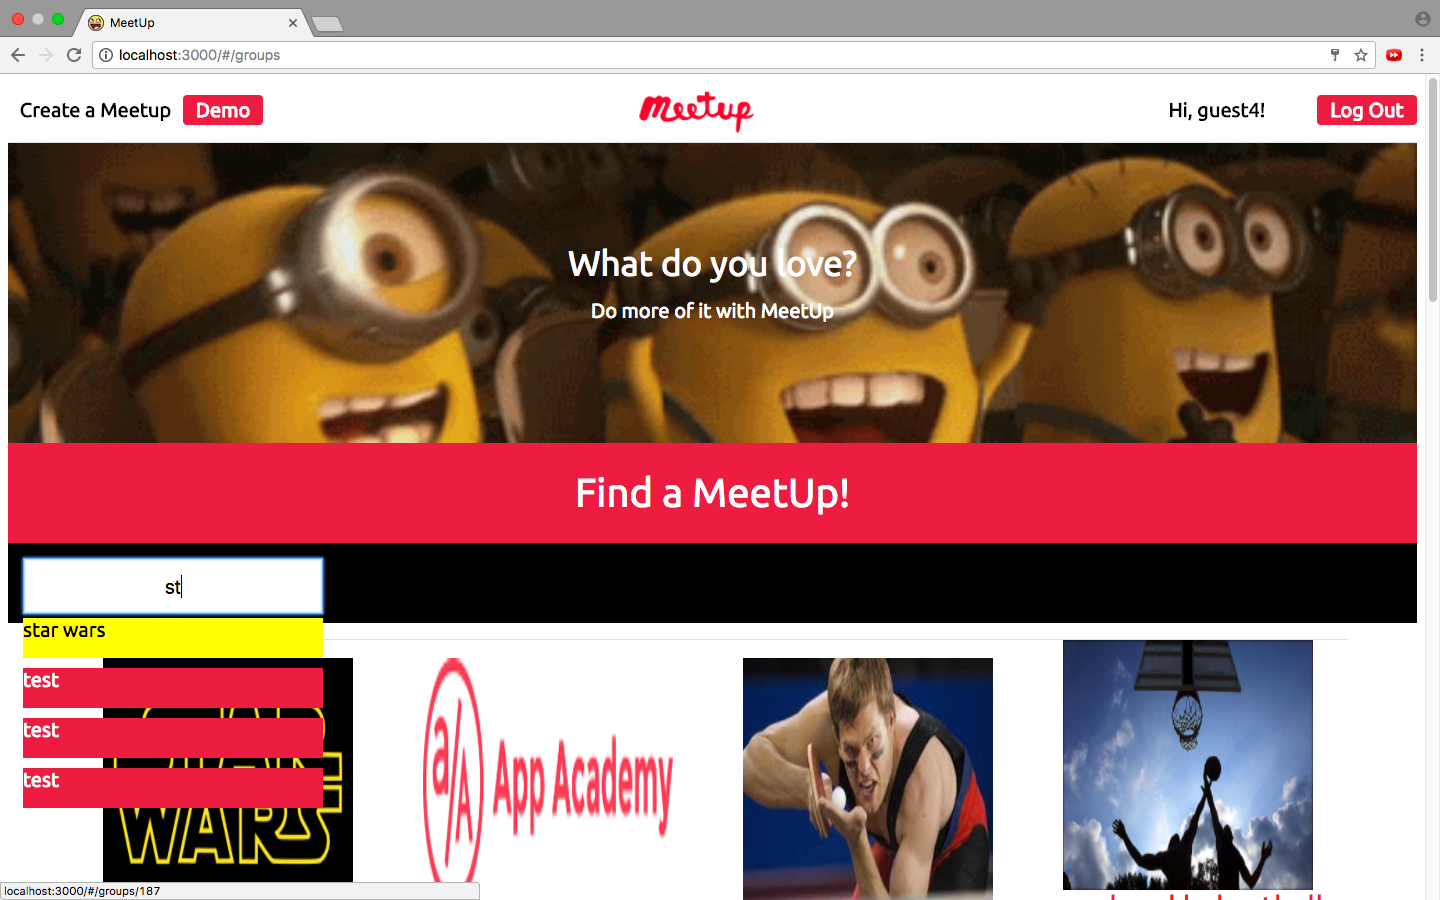 MeetUp
localhost:3000/#/groups
Create a Meetup
Demo
Meetup
Hi, guest4!
Log Out
What do you love?
Do more of it with MeetUp
Find a MeetUp!
st
star wars
test
test
test
WARS
a/A App Academy
localhost:3000/#/groups/187